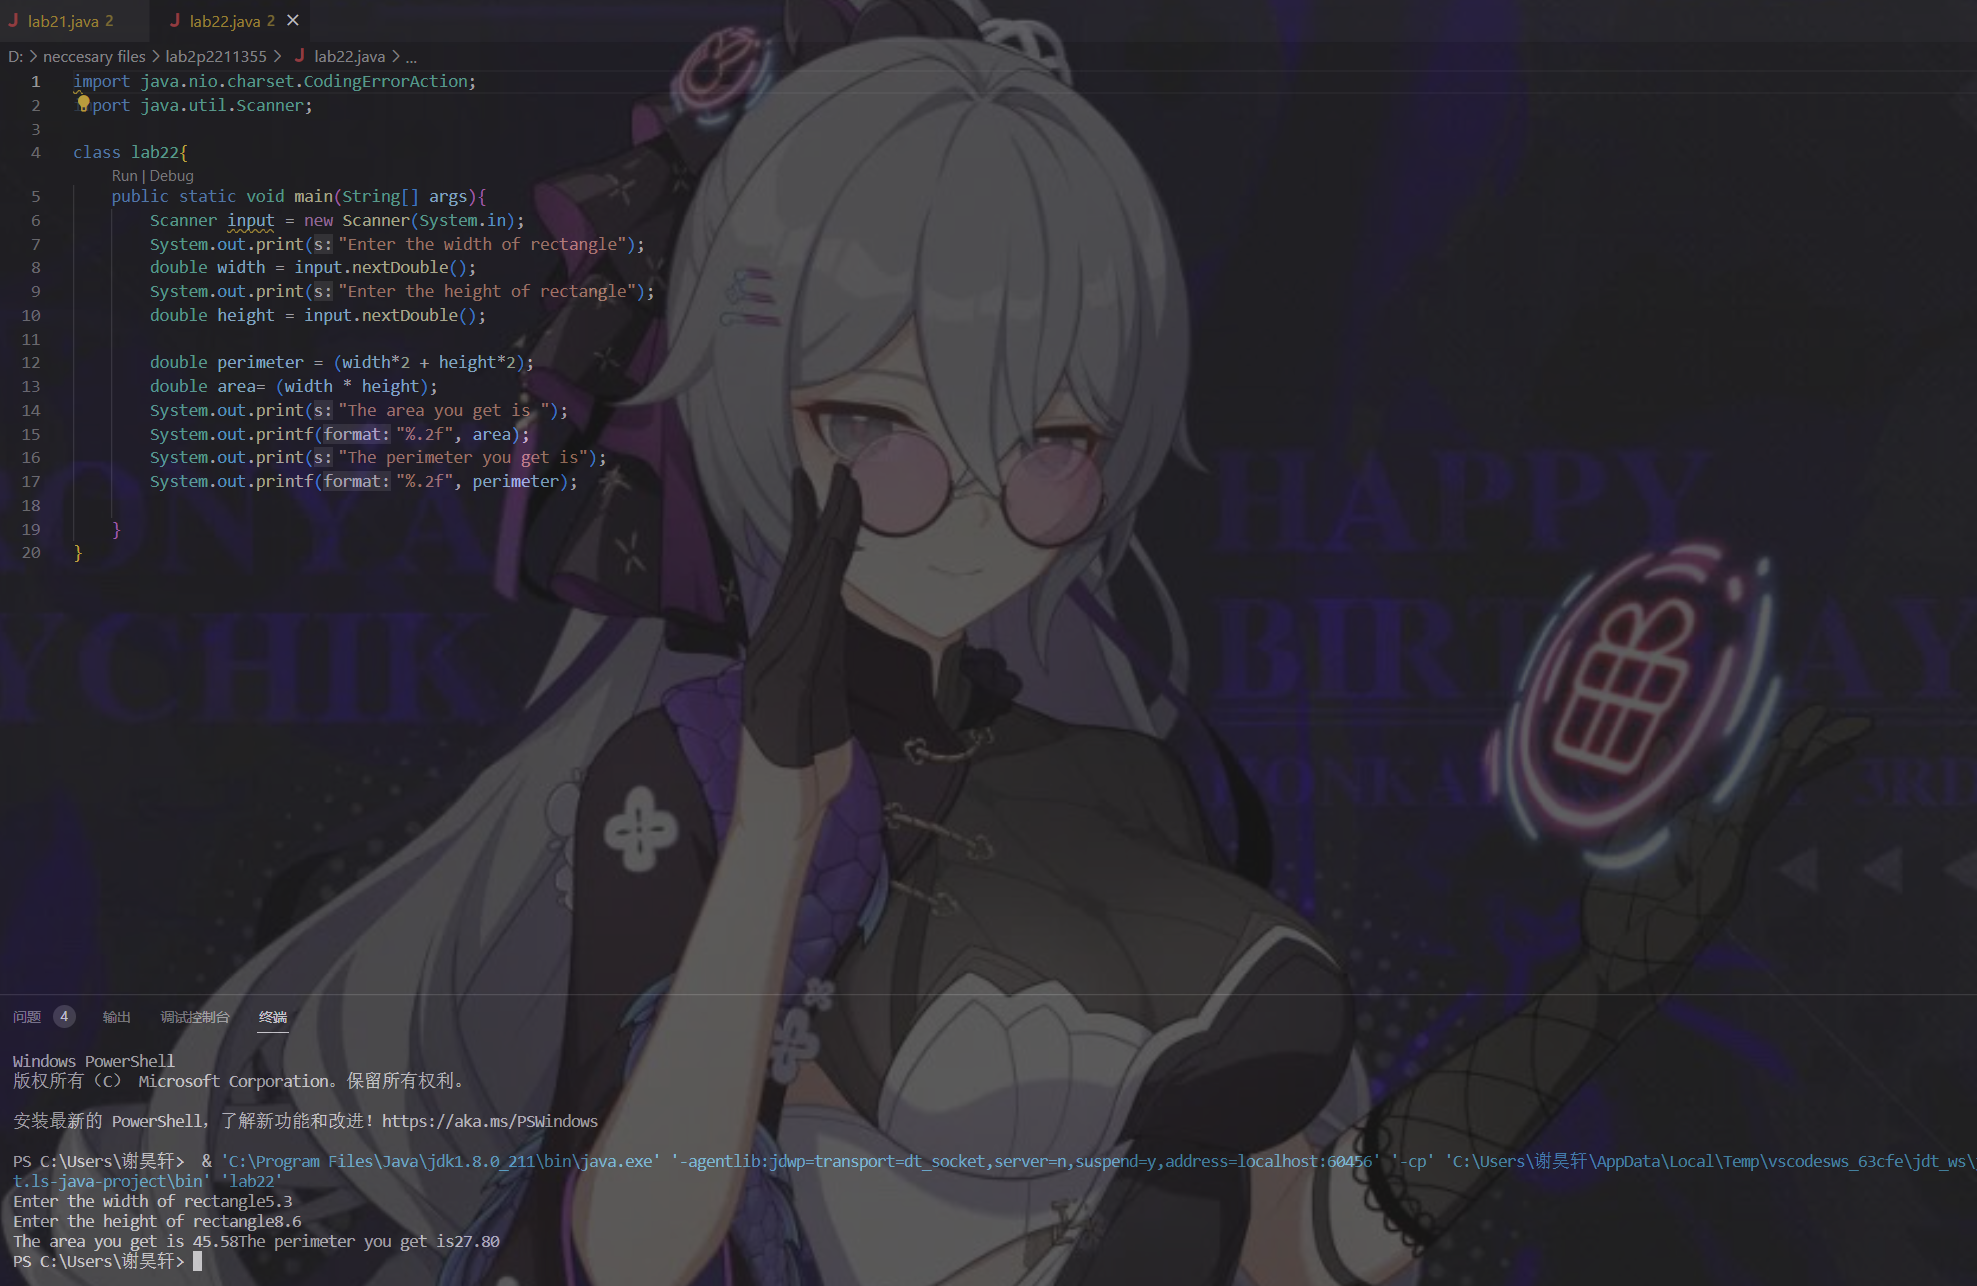 lab21.java 2 lab22.java 2
D: > neccesary files > lab2p2211355 > J lab22.java > ...
1 import java.nio.charset.CodingErrorAction;
2 import java.util.Scanner;
3
4 class lab22{
Run | Debug
5 public static void main(String[] args){
6 Scanner input = new Scanner(System.in);
7 System.out.print(s:"Enter the width of rectangle");
8 double width = input.nextDouble();
9 System.out.print(s:"Enter the height of rectangle");
10 double height = input.nextDouble();
11
12 double perimeter = (width*2 + height*2);
13 double area= (width * height);
14 System.out.print(s:"The area you get is ");
15 System.out.printf(format:"%.2f", area);
16 System.out.print(s:"The perimeter you get is");
17 System.out.printf(format:"%.2f", perimeter);
18
19 }
20 }
HAPPY
BIRTHDAY
YCHIK
3RD
问题 4 输出 调试控制台 终端
Windows PowerShell
版权所有（C） Microsoft Corporation。保留所有权利。
安装最新的 PowerShell，了解新功能和改进！https://aka.ms/PSWindows
PS C:\Users\谢昊轩> & 'C:\Program Files\Java\jdk1.8.0_211\bin\java.exe' '-agentlib:jdwp=transport=dt_socket,server=n,suspend=y,address=localhost:60456' '-cp' 'C:\Users\谢昊轩\AppData\Local\Temp\vscodesws_63cfe\jdt_ws\
t.ls-java-project\bin' 'lab22'
Enter the width of rectangle5.3
Enter the height of rectangle8.6
The area you get is 45.58The perimeter you get is27.80
PS C:\Users\谢昊轩>